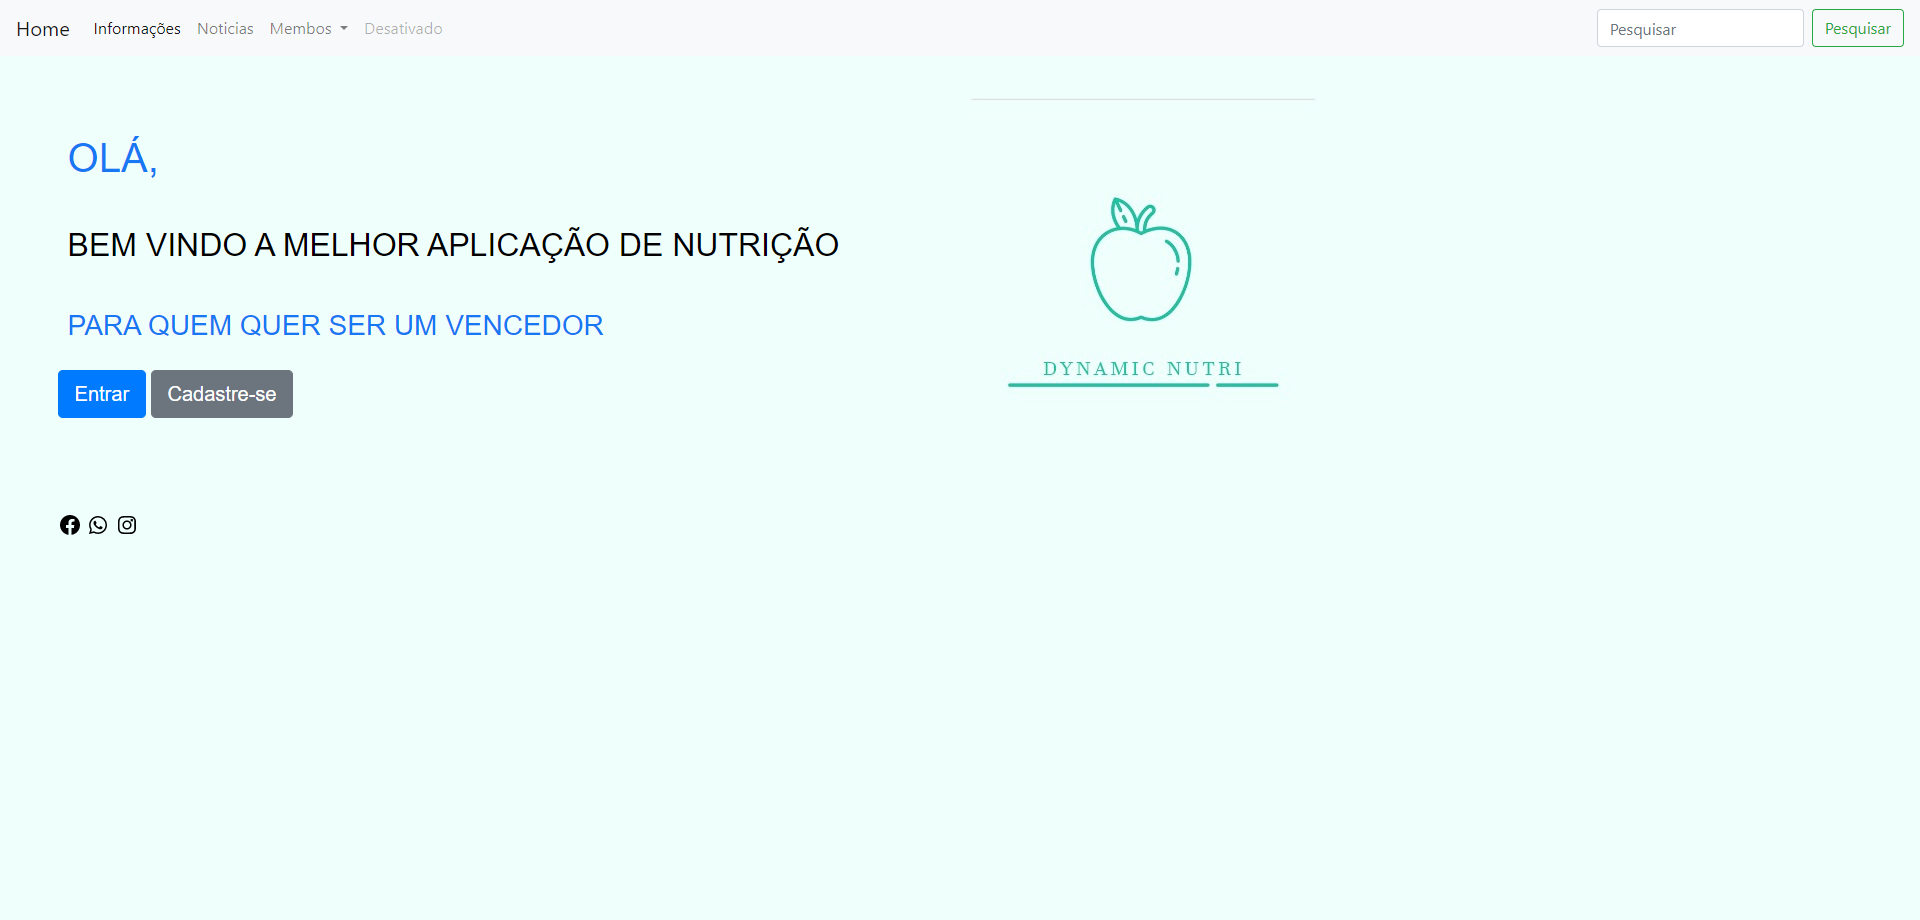 Home Informações Noticias Membos Desativado Pesquisar Pesquisar
OLÁ,
BEM VINDO A MELHOR APLICAÇÃO DE NUTRIÇÃO
PARA QUEM QUER SER UM VENCEDOR
Entrar Cadastre-se
DYNAMIC NUTRI